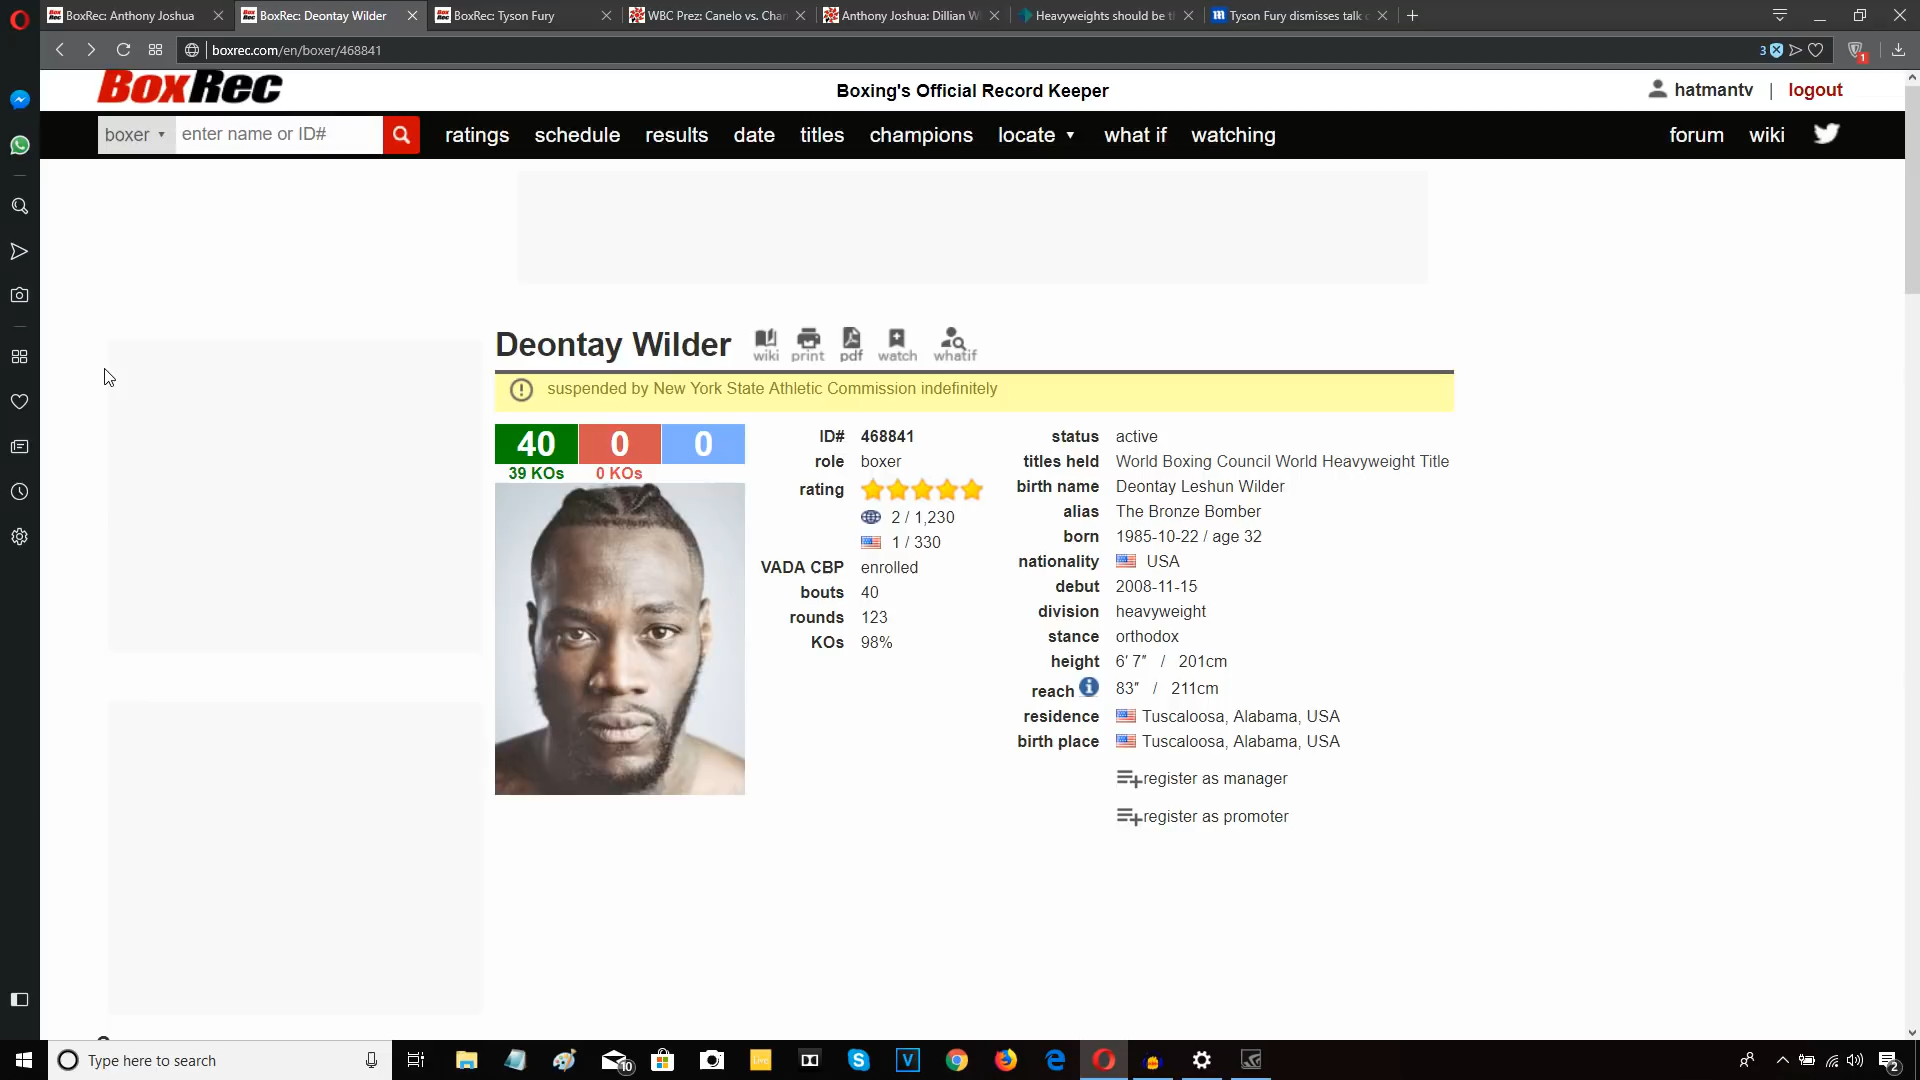 BoxRec: Anthony Joshua
BoxRec: Deontay Wilder
BoxRec: Tyson Fury
WBC Prez: Canelo vs. Cha
Anthony Joshua: Dillian W
Heavyweights should be t
Tyson Fury dismisses talk
boxrec.com/en/boxer/468841
3
1
BoxRec
Boxing's Official Record Keeper
hatmantv | logout
boxer
enter name or ID#
ratings schedule results date titles champions locate what if watching forum wiki
Deontay Wilder
wiki print pdf watch whatif
suspended by New York State Athletic Commission indefinitely
40 0 0
39 KOs 0 KOs
ID# 468841
role boxer
rating
2 / 1,230
1 / 330
VADA CBP enrolled
bouts 40
rounds 123
KOs 98%
status active
titles held World Boxing Council World Heavyweight Title
birth name Deontay Leshun Wilder
alias The Bronze Bomber
born 1985-10-22 / age 32
nationality USA
debut 2008-11-15
division heavyweight
stance orthodox
height 6′ 7″ / 201cm
reach 83″ / 211cm
residence Tuscaloosa, Alabama, USA
birth place Tuscaloosa, Alabama, USA
register as manager
register as promoter
Type here to search
10
2